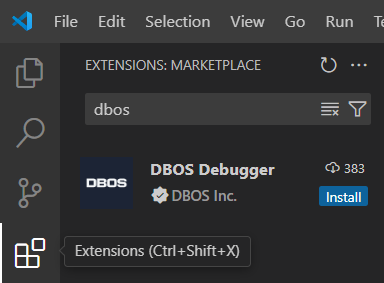 File Edit Selection View Go Run T
EXTENSIONS: MARKETPLACE
dbos
DBOS
DBOS Debugger
383
DBOS Inc.
Install
Extensions (Ctrl+Shift+X)